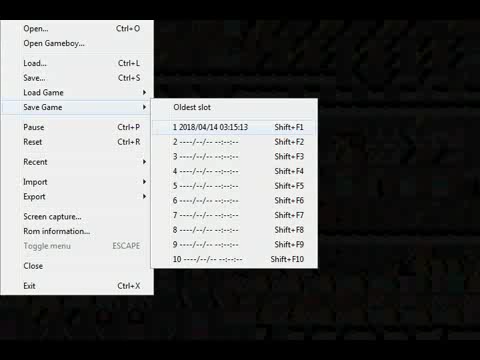 Open... Ctrl+O
Open Gameboy...
Load... Ctrl+L
Save... Ctrl+S
Load Game
Save Game
Pause Ctrl+P
Reset Ctrl+R
Recent
Import
Export
Screen capture...
Rom information...
Toggle menu ESCAPE
Close
Exit Ctrl+X
Oldest slot
1 2018/04/14 03:15:13 Shift+F1
2 ----/--/-- --:--:-- Shift+F2
3 ----/--/-- --:--:-- Shift+F3
4 ----/--/-- --:--:-- Shift+F4
5 ----/--/-- --:--:-- Shift+F5
6 ----/--/-- --:--:-- Shift+F6
7 ----/--/-- --:--:-- Shift+F7
8 ----/--/-- --:--:-- Shift+F8
9 ----/--/-- --:--:-- Shift+F9
10 ----/--/-- --:--:-- Shift+F10